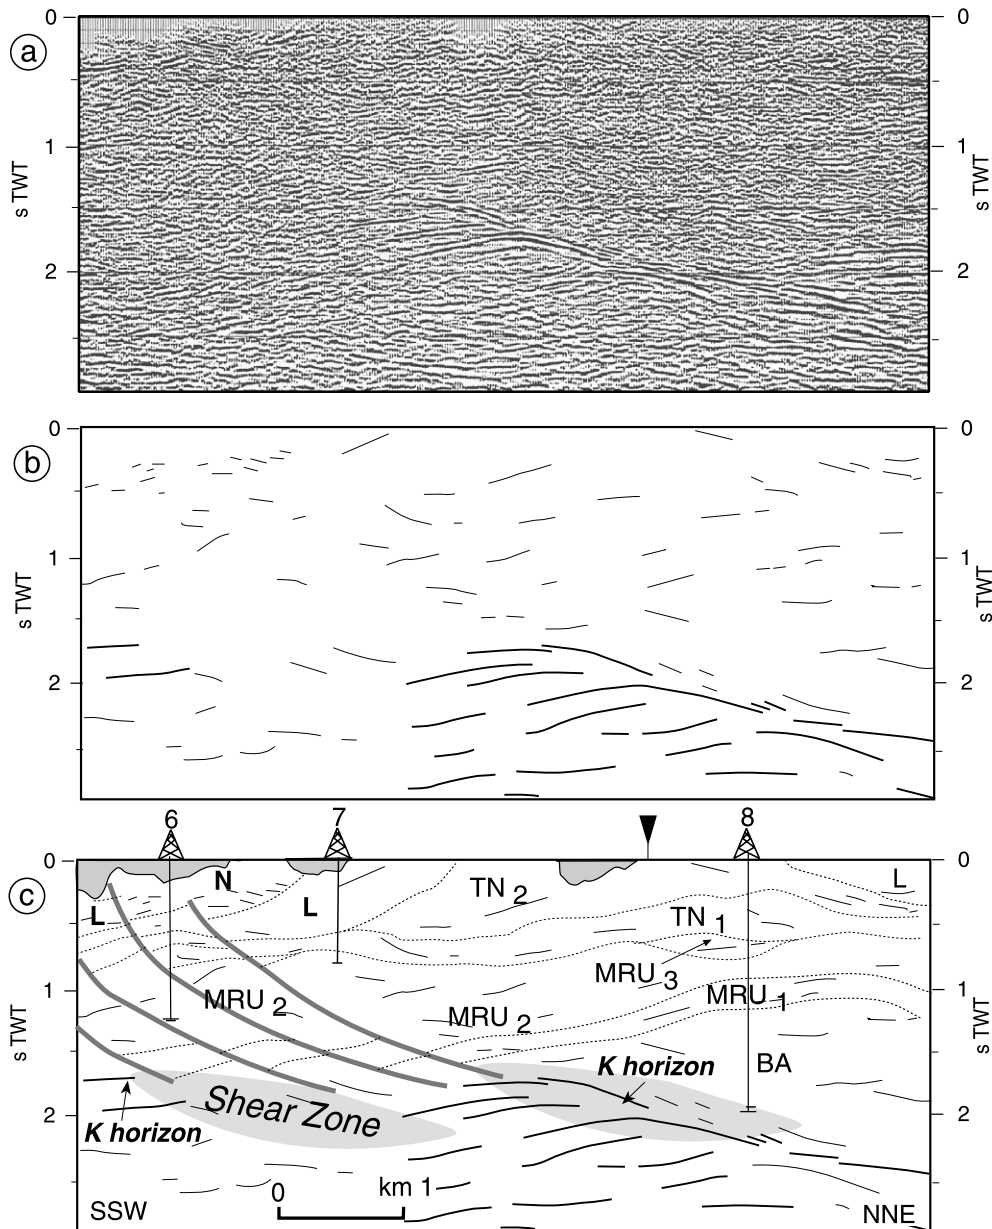 0 0
a
1 1
s TWT s TWT
2 2
0 0
b
1 1
s TWT s TWT
2 2
6 7 8
0 0
c
N TN 2 L
L L TN 1
MRU 3
1 MRU 2 MRU 1 1
MRU 2
s TWT s TWT
K horizon BA
Shear Zone
2 2
K horizon
0 km 1
SSW NNE